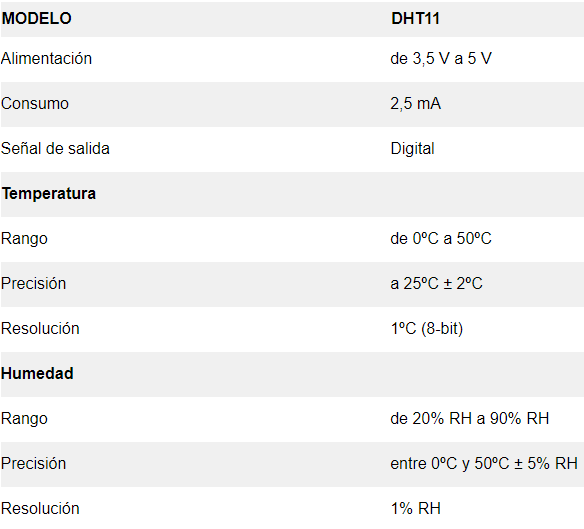 MODELO DHT11
Alimentación de 3,5 V a 5 V
Consumo 2,5 mA
Señal de salida Digital
Temperatura
Rango de 0ºC a 50ºC
Precisión a 25ºC ± 2ºC
Resolución 1ºC (8-bit)
Humedad
Rango de 20% RH a 90% RH
Precisión entre 0ºC y 50ºC ± 5% RH
Resolución 1% RH